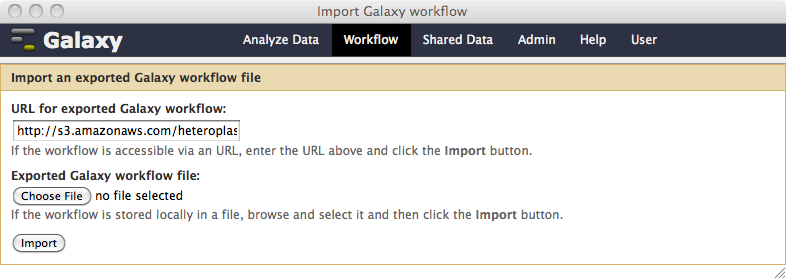 Import Galaxy workflow
Galaxy Analyze Data Workflow Shared Data Admin Help User
Import an exported Galaxy workflow file
URL for exported Galaxy workflow:
http://s3.amazonaws.com/heteroplas
If the workflow is accessible via an URL, enter the URL above and click the Import button.
Exported Galaxy workflow file:
Choose File no file selected
If the workflow is stored locally in a file, browse and select it and then click the Import button.
Import